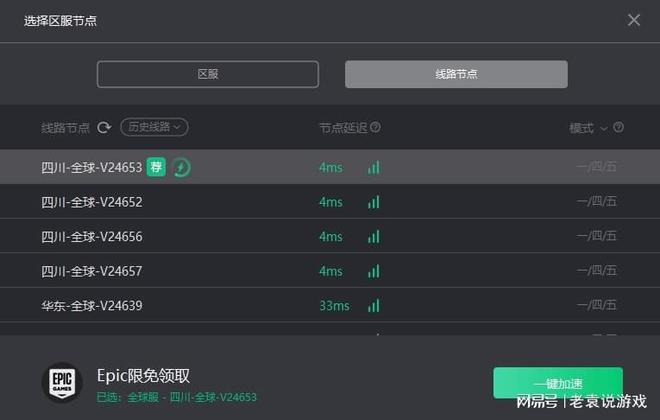 选择区服节点
区服 线路节点
线路节点 历史线路 节点延迟 模式
四川-全球-V24653 荐 4ms 一/四/五
四川-全球-V24652 4ms 一/四/五
四川-全球-V24656 4ms 一/四/五
四川-全球-V24657 4ms 一/四/五
华东-全球-V24639 33ms 一/四/五
EPIC GAMES
Epic限免领取
已选：全球服 - 四川-全球-V24653
一键加速
网易号 | 老袁说游戏